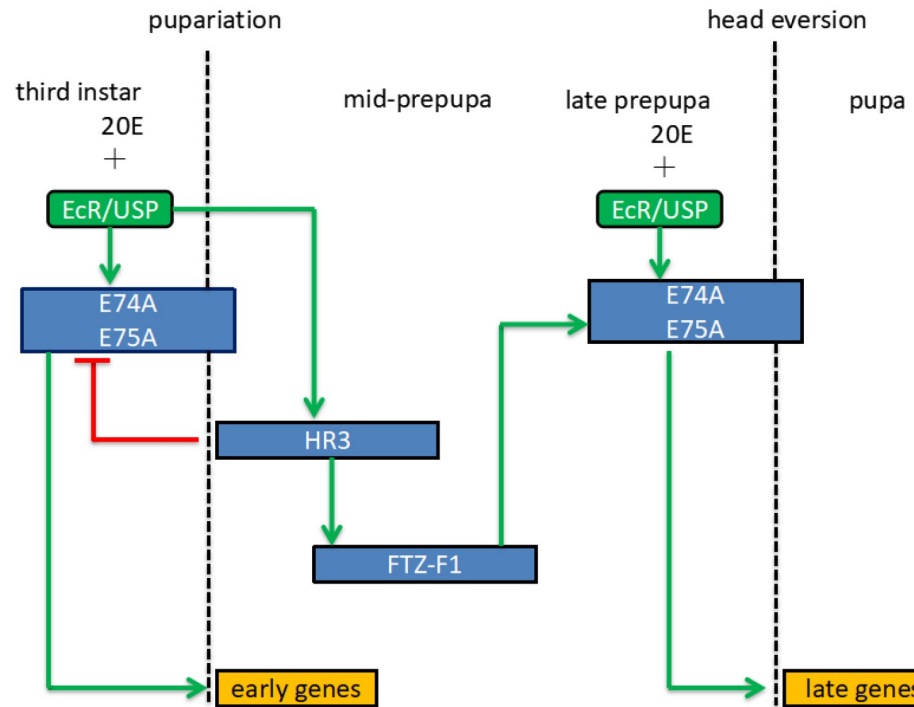 pupariation
head eversion
third instar
mid-prepupa
late prepupa
pupa
20E
+
20E
+
EcR/USP
EcR/USP
E74A
E75A
E74A
E75A
HR3
FTZ-F1
early genes
late genes